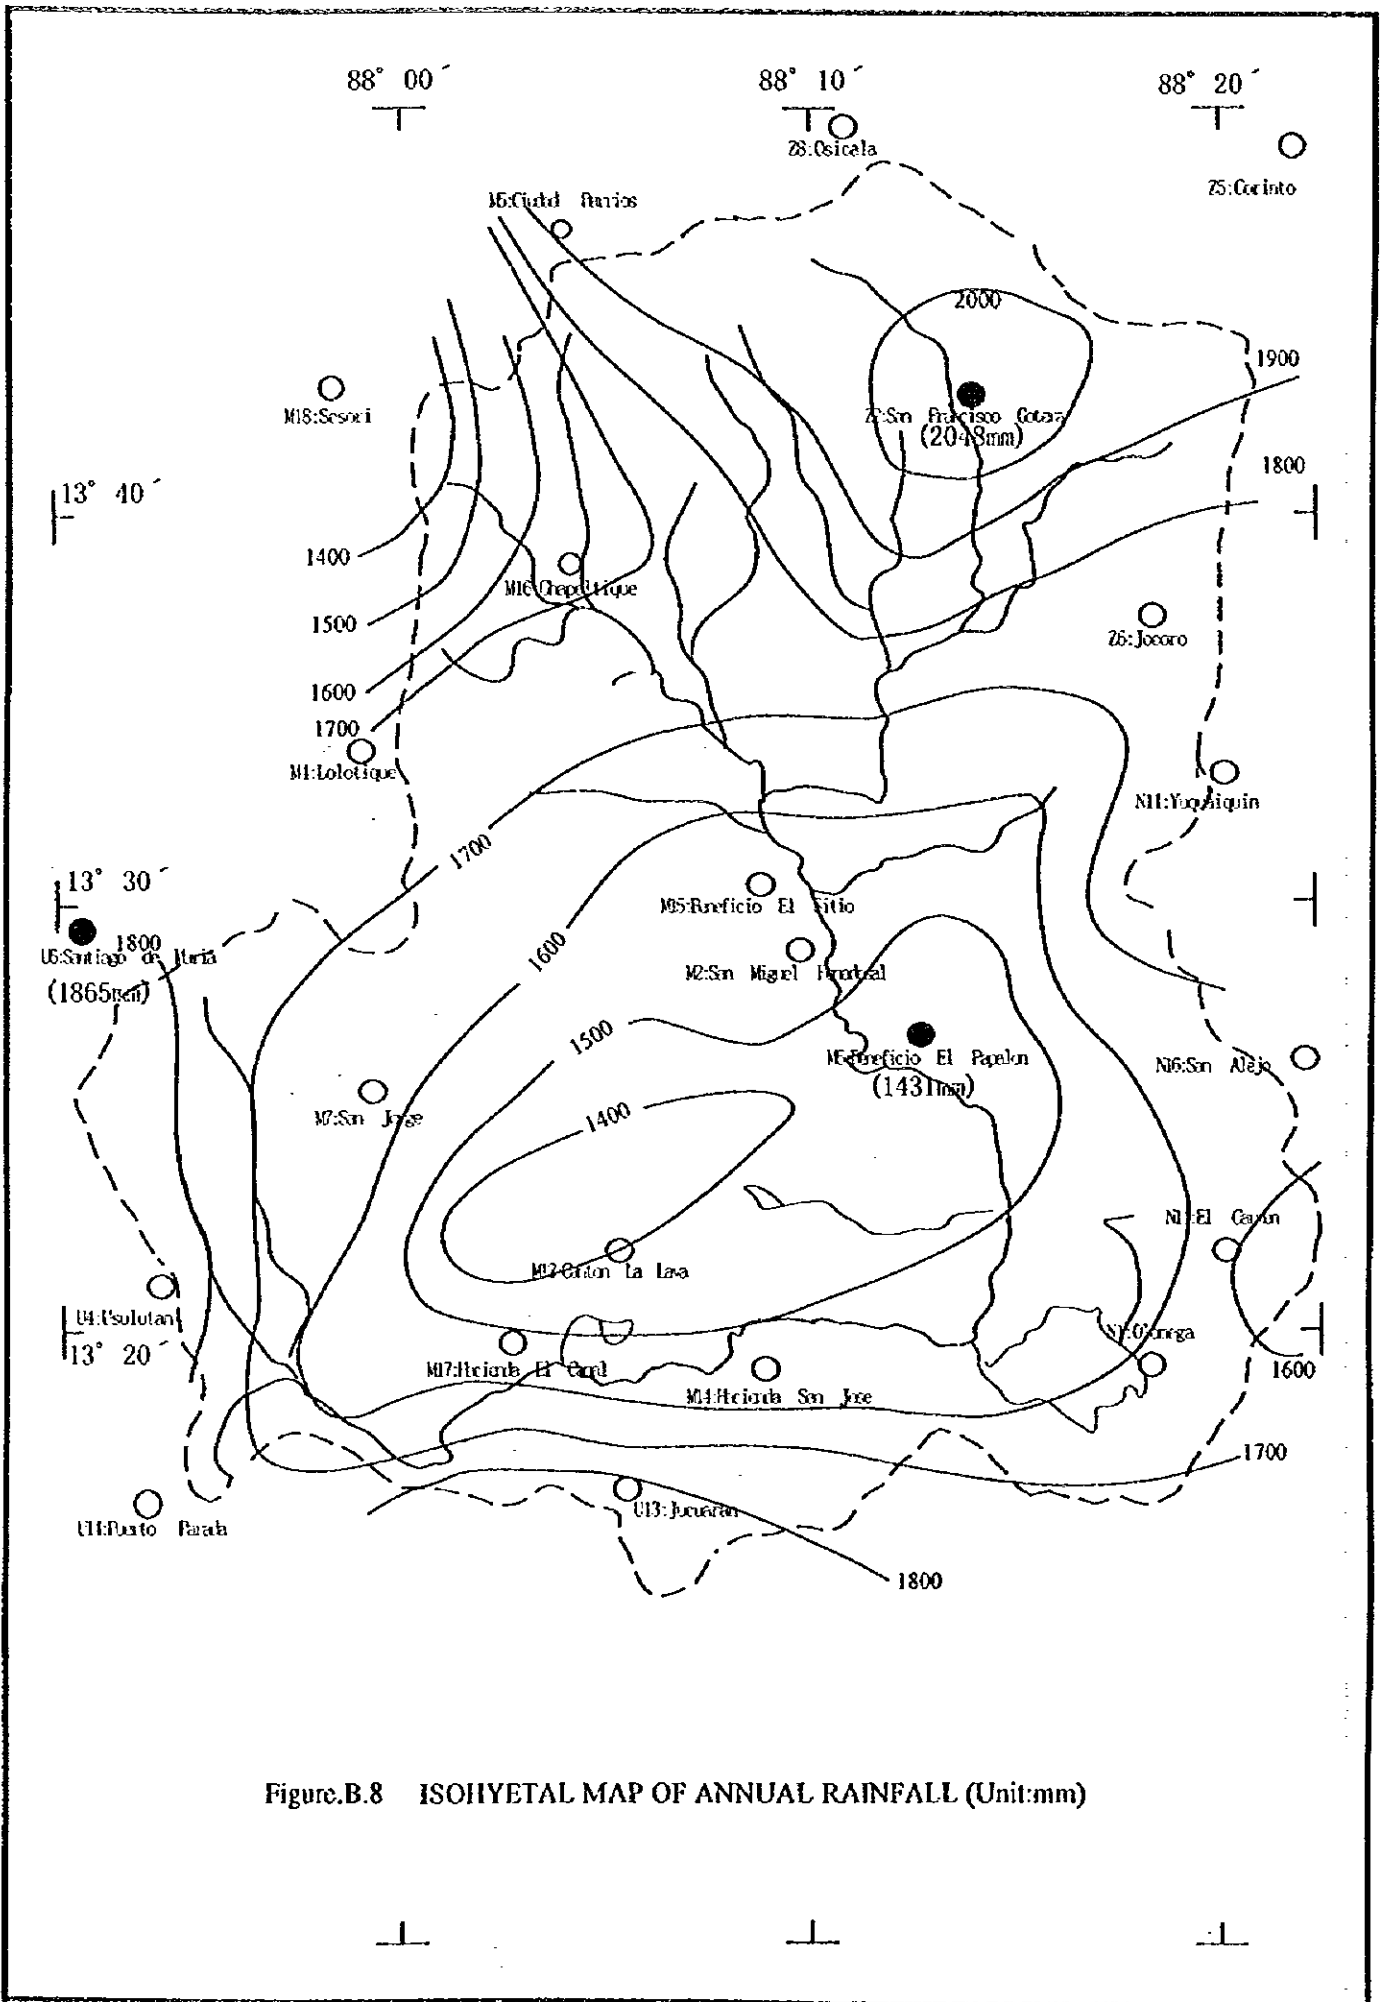 88° 00´
88° 10´
88° 20´
Z8:Osicala
Z5:Corinto
M6:Ciudad Barrios
2000
1900
M18:Sesori
Z2:San Francisco Gotera
(2048mm)
1800
13° 40´
1400
M16:Chapeltique
1500
Z6:Jocoro
1600
1700
M1:Lolotique
N11:Yuquaiquin
1700
13° 30´
M15:Beneficio El Sitio
1800
U6:Santiago de Maria
(1865mm)
1600
M2:San Miguel
1500
M5:Beneficio El Papalon
(1431mm)
N16:San Alejo
1400
M7:San Jorge
El
Canton La Lava
U4:Usulutan
13° 20´
M17:Hacienda El
M14:Hacienda San Jose
1600
1700
U13:Jucuaran
Puerto Parada
1800
Figure.B.8 ISOHYETAL MAP OF ANNUAL RAINFALL (Unit:mm)